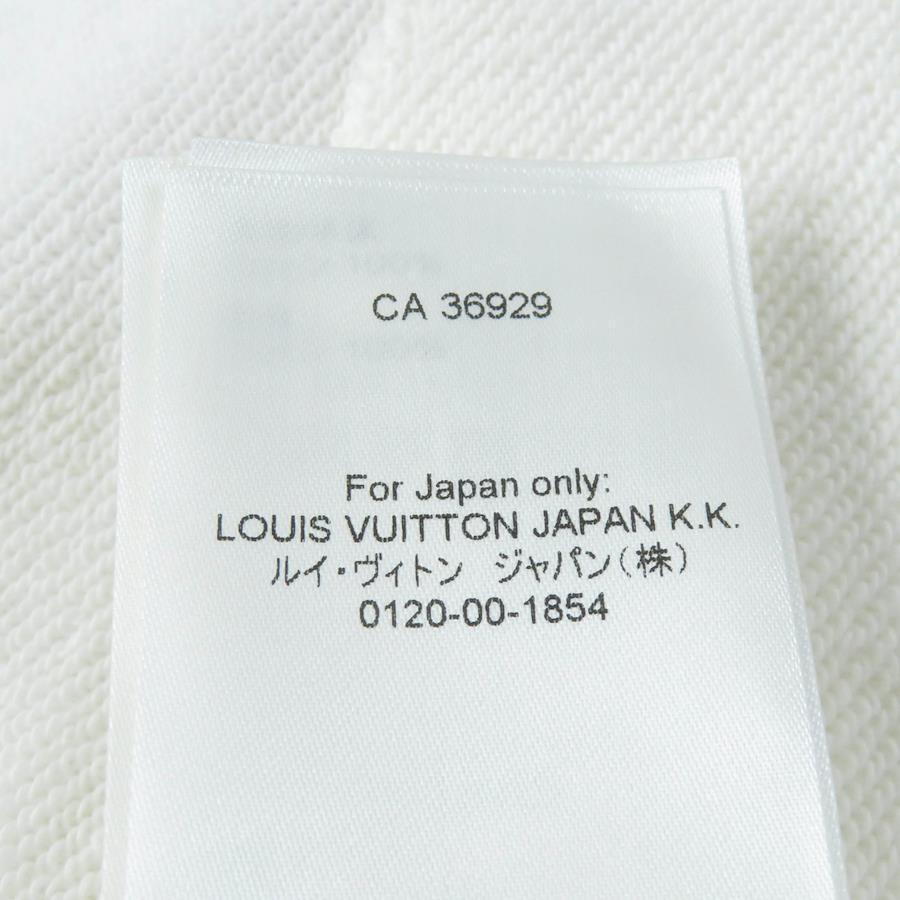 CA 36929
For Japan only:
LOUIS VUITTON JAPAN K.K.
ルイ・ヴィトン ジャパン(株)
0120-00-1854